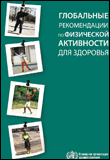 ГЛОБАЛЬНЫЕ
РЕКОМЕНДАЦИИ
ПО ФИЗИЧЕСКОЙ
АКТИВНОСТИ
ДЛЯ ЗДОРОВЬЯ